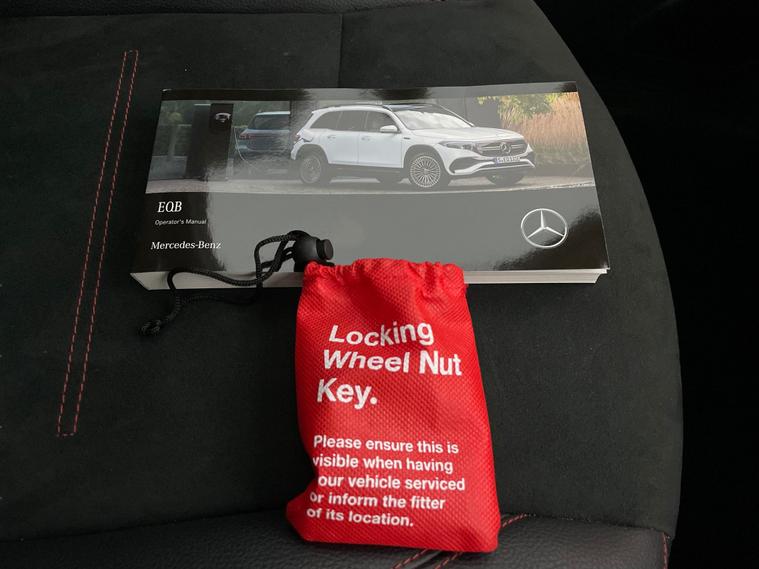 EQB
Operator's Manual
Mercedes-Benz
Locking
Wheel Nut
Key.
Please ensure this is
visible when having
our vehicle serviced
or inform the fitter
of its location.